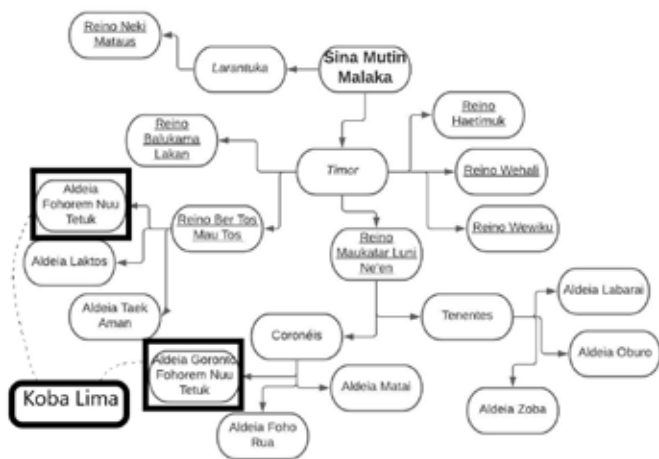 Reino Neki
Mataus
Larantuka
Sina Mutin
Malaka
Reino
Haetimuk
Reino
Balukama
Lakan
Timor
Reino Wehali
Aldeia
Fohorem Nuu
Tetuk
Reino Ber Tos
Mau Tos
Reino Wewiku
Reino
Maukatar Luni
Ne'en
Aldeia Laktos
Aldeia Labarai
Aldeia Taek
Aman
Coronéis
Tenentes
Aldeia Oburo
Aldeia Goronto
Fohorem Nuu
Tetuk
Aldeia Matai
Koba Lima
Aldeia Zoba
Aldeia Foho
Rua